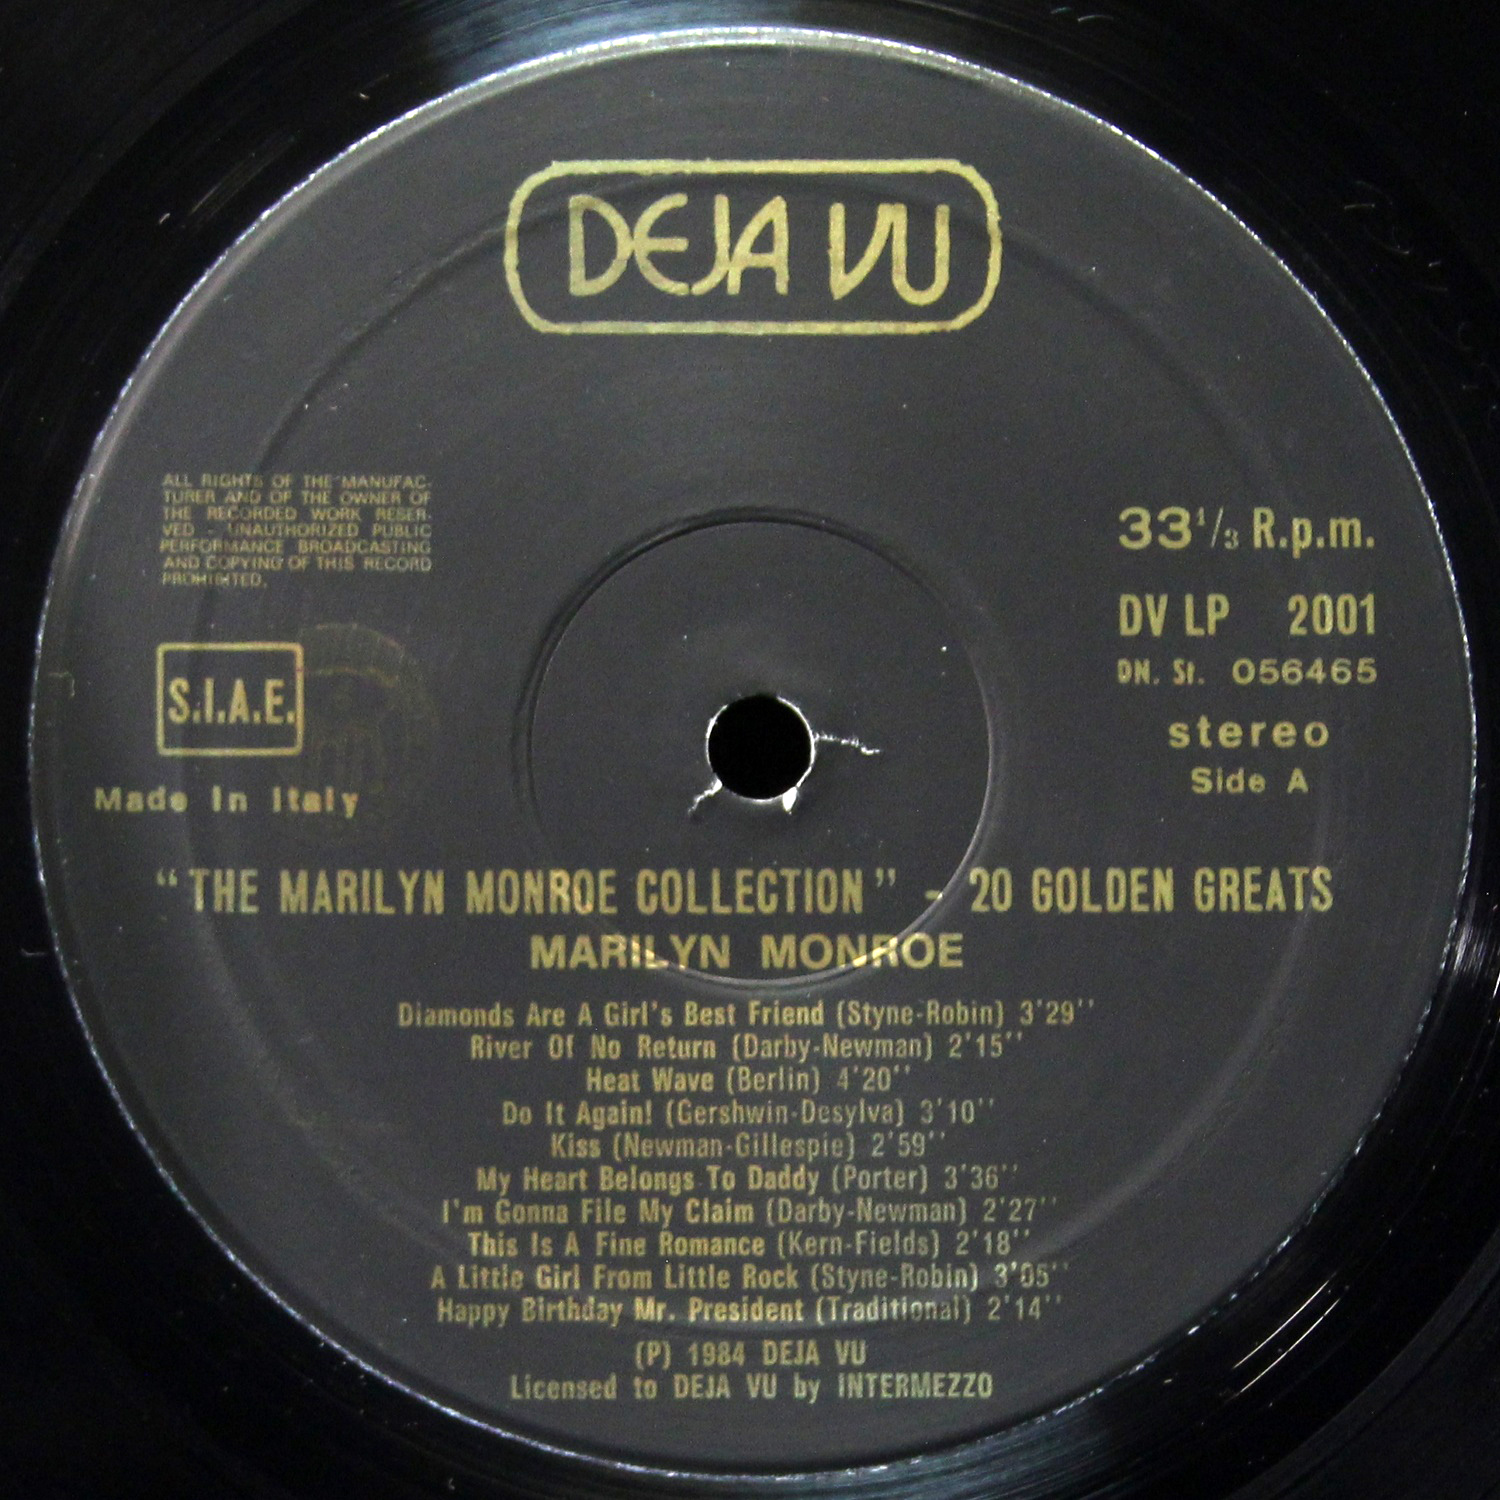 DEJA VU
ALL RIGHTS OF THE MANUFAC-
TURER AND OF THE OWNER OF
THE RECORDED WORK RESER-
VED - UNAUTHORIZED PUBLIC
PERFORMANCE BROADCASTING
AND COPYING OF THIS RECORD
PROHIBITED.
S.I.A.E.
Made In Italy
33 1/3 R.p.m.
DV LP 2001
DN. St. 056465
stereo
Side A
"THE MARILYN MONROE COLLECTION" - 20 GOLDEN GREATS
MARILYN MONROE
Diamonds Are A Girl's Best Friend (Styne-Robin) 3'29''
River Of No Return (Darby-Newman) 2'15''
Heat Wave (Berlin) 4'20''
Do It Again! (Gershwin-Desylva) 3'10''
Kiss (Newman-Gillespie) 2'59''
My Heart Belongs To Daddy (Porter) 3'36''
I'm Gonna File My Claim (Darby-Newman) 2'27''
This Is A Fine Romance (Kern-Fields) 2'18''
A Little Girl From Little Rock (Styne-Robin) 3'05''
Happy Birthday Mr. President (Traditional) 2'14''
(P) 1984 DEJA VU
Licensed to DEJA VU by INTERMEZZO